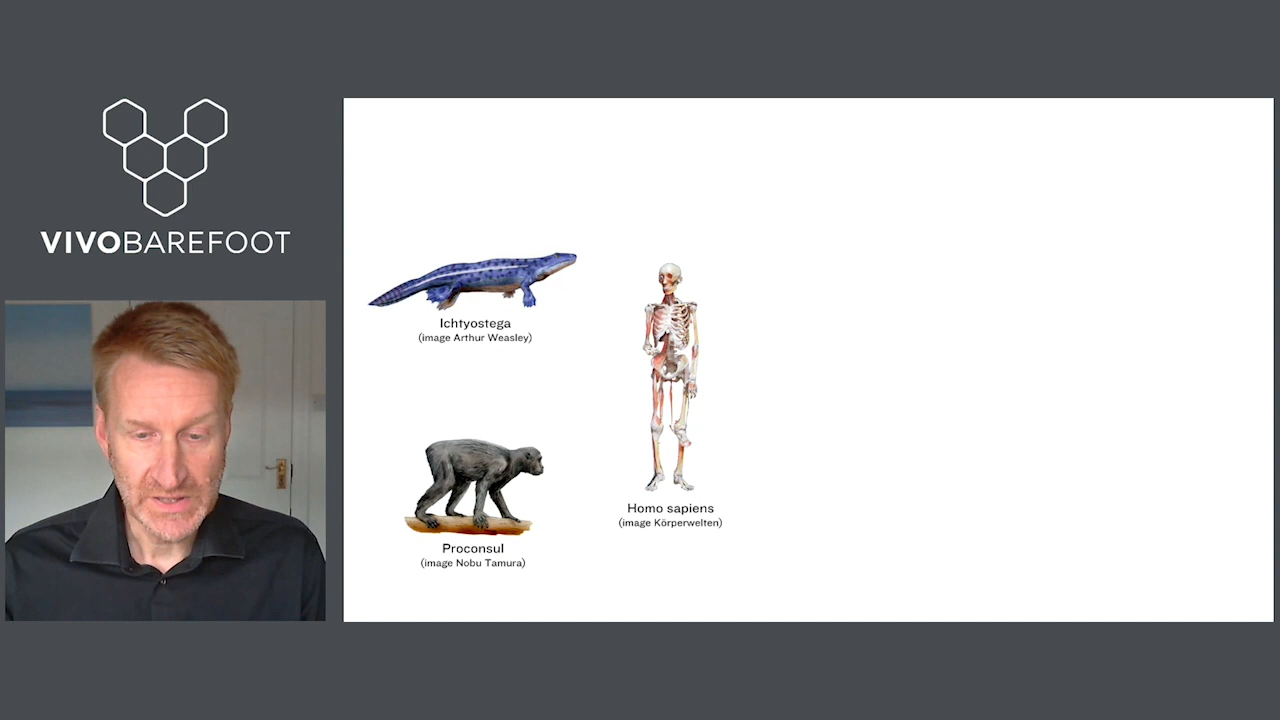 VIVOBAREFOOT
Ichtyostega
(image Arthur Weasley)
Homo sapiens
(image Körperwelten)
Proconsul
(image Nobu Tamura)